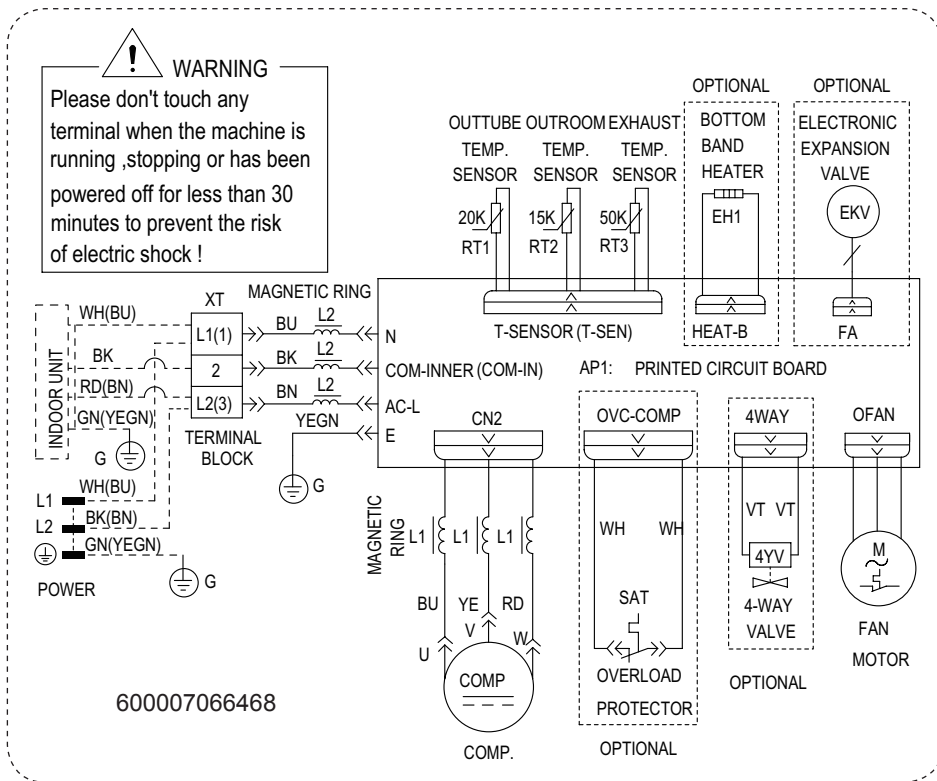 WARNING
Please don't touch any
terminal when the machine is
running ,stopping or has been
powered off for less than 30
minutes to prevent the risk
of electric shock !
OPTIONAL
OPTIONAL
OUTTUBE OUTROOM EXHAUST
TEMP. TEMP. TEMP.
SENSOR SENSOR SENSOR
BOTTOM
BAND
HEATER
ELECTRONIC
EXPANSION
VALVE
20K 15K 50K
RT1 RT2 RT3
EH1
EKV
T-SENSOR (T-SEN)
HEAT-B
FA
INDOOR UNIT
WH(BU)
BK
RD(BN)
GN(YEGN)
G
XT
L1(1)
2
L2(3)
TERMINAL
BLOCK
MAGNETIC RING
BU L2
BK L2
BN L2
YEGN
G
N
COM-INNER (COM-IN)
AC-L
E
AP1: PRINTED CIRCUIT BOARD
CN2
OVC-COMP
4WAY
OFAN
L1
L2
WH(BU)
BK(BN)
GN(YEGN)
G
POWER
MAGNETIC
RING
L1 L1 L1
BU YE RD
U V W
COMP
COMP.
WH WH
SAT
OVERLOAD
PROTECTOR
OPTIONAL
VT VT
4YV
4-WAY
VALVE
OPTIONAL
M
FAN
MOTOR
600007066468